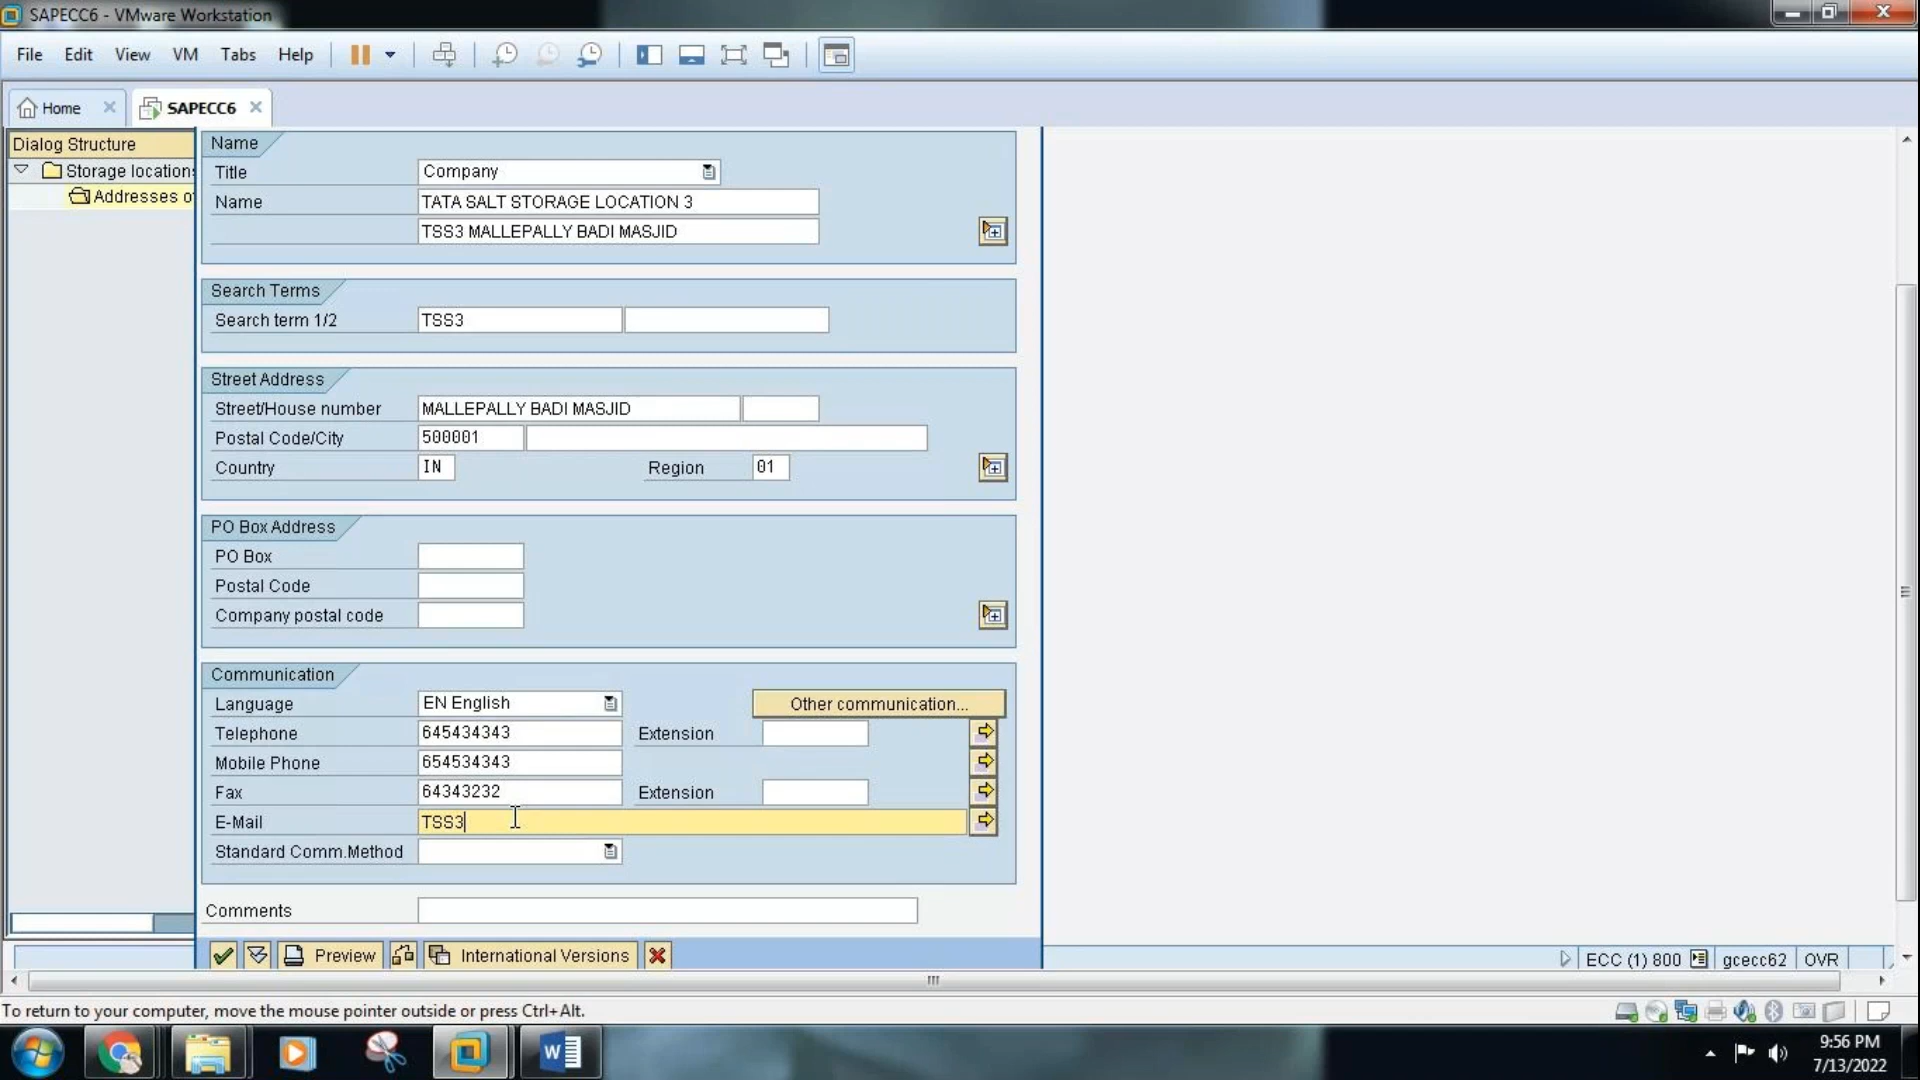 SAPECC6 - VMware Workstation
File Edit View VM Tabs Help
Home SAPECC6
Dialog Structure
Storage location
Addresses o
Name
Title Company
Name TATA SALT STORAGE LOCATION 3
TSS3 MALLEPALLY BADI MASJID
Search Terms
Search term 1/2 TSS3
Street Address
Street/House number MALLEPALLY BADI MASJID
Postal Code/City 500001
Country IN Region 01
PO Box Address
PO Box
Postal Code
Company postal code
Communication
Language EN English Other communication...
Telephone 645434343 Extension
Mobile Phone 654534343
Fax 64343232 Extension
E-Mail TSS3
Standard Comm.Method
Comments
Preview International Versions
ECC (1) 800 gcecc62 OVR
To return to your computer, move the mouse pointer outside or press Ctrl+Alt.
9:56 PM
7/13/2022